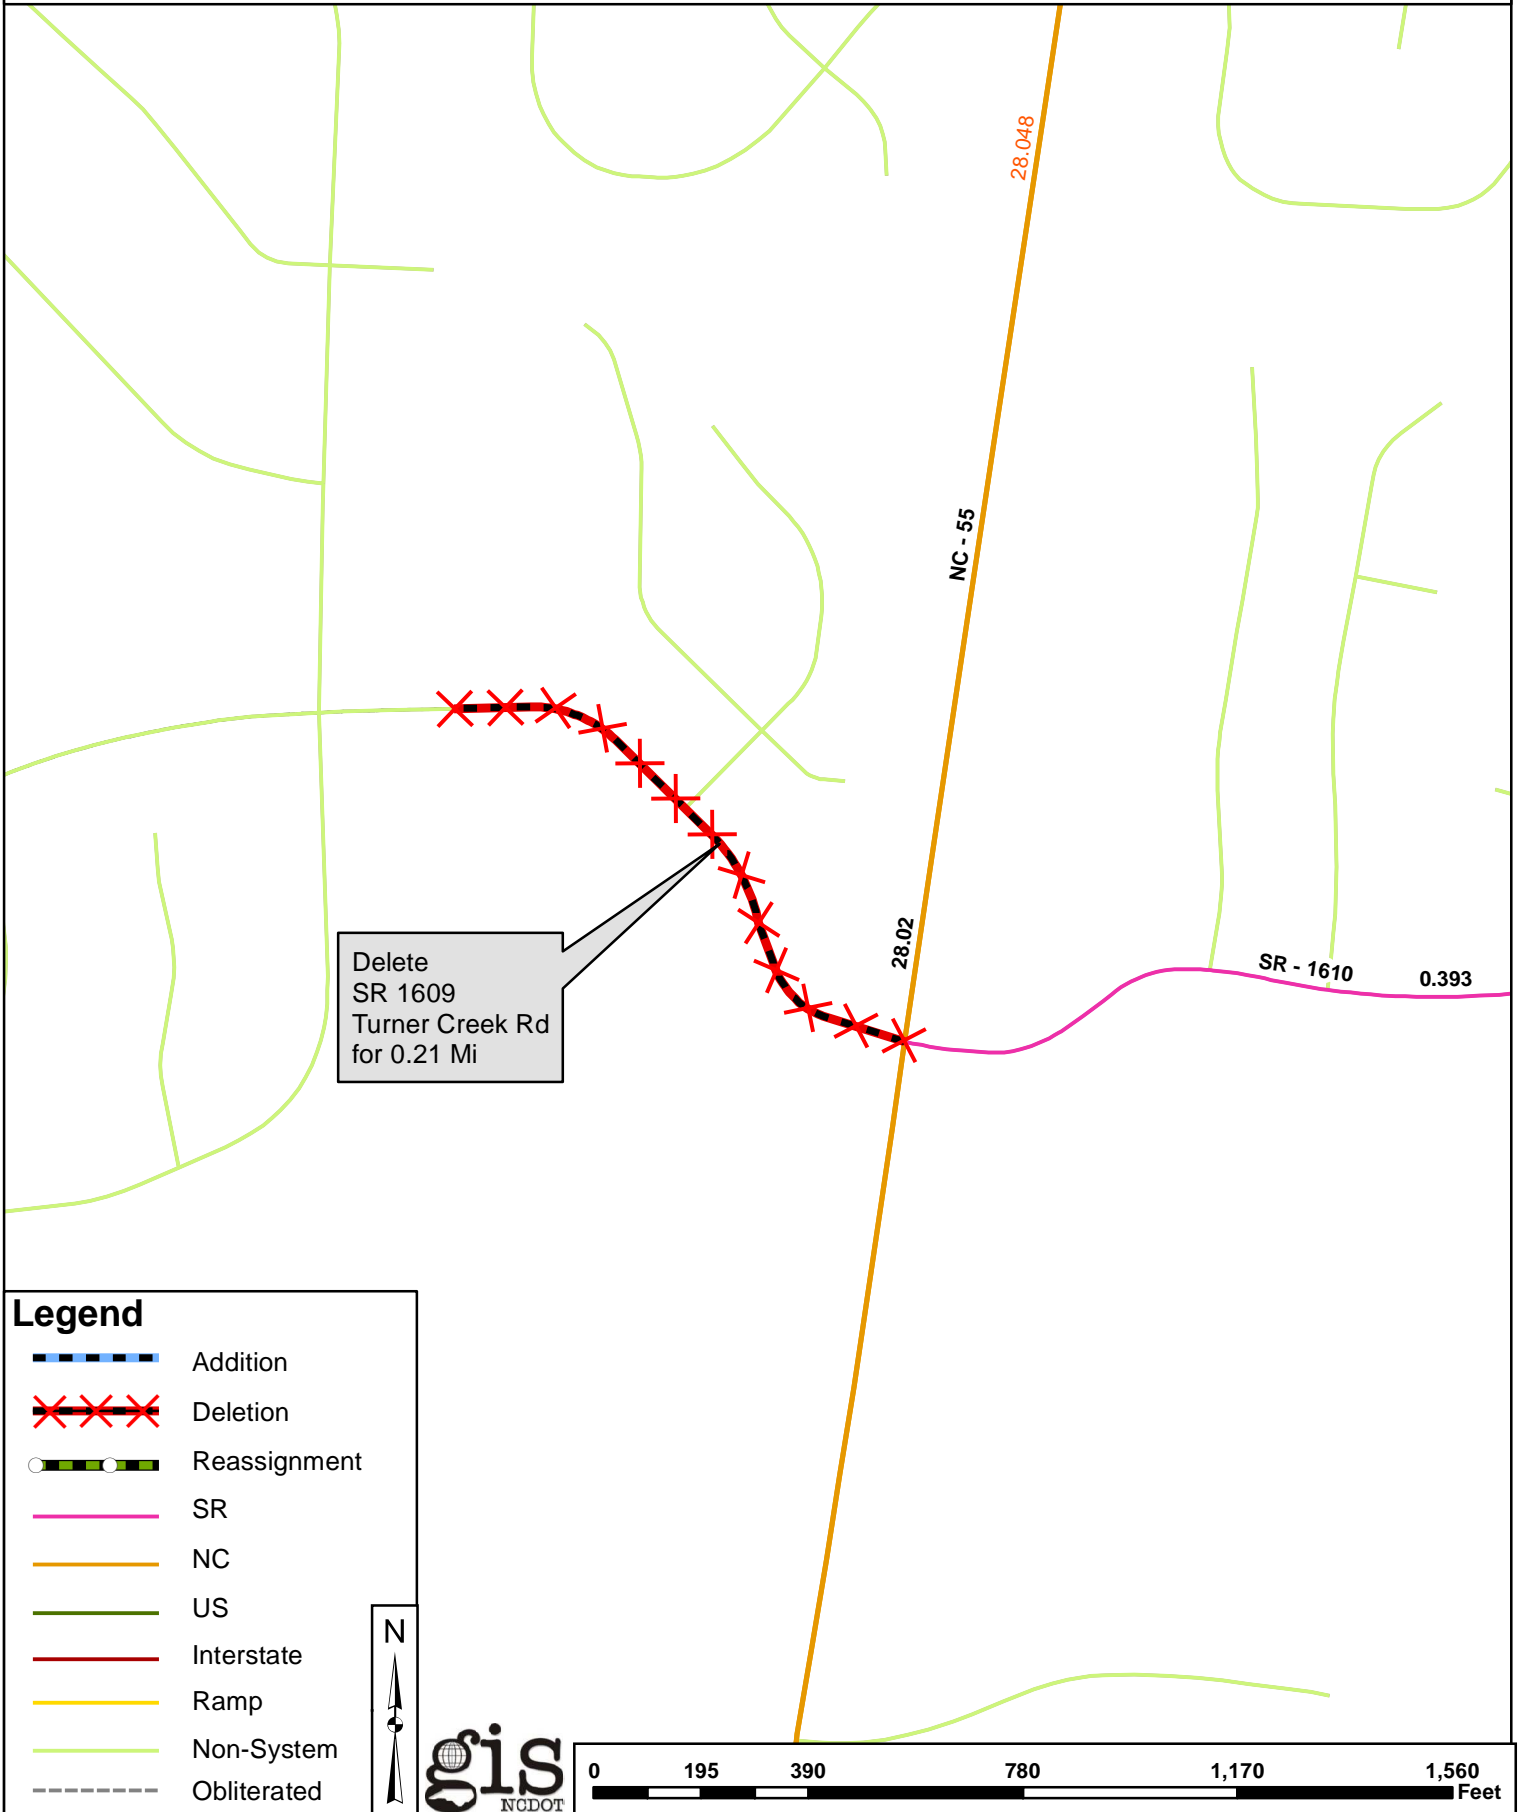 28.048
NC - 55
28.02
SR - 1610
0.393
Delete
SR 1609
Turner Creek Rd
for 0.21 Mi
Legend
Addition
Deletion
Reassignment
SR
NC
US
Interstate
Ramp
Non-System
Obliterated
N
gis
NCDOT
0 195 390 780 1,170 1,560
Feet